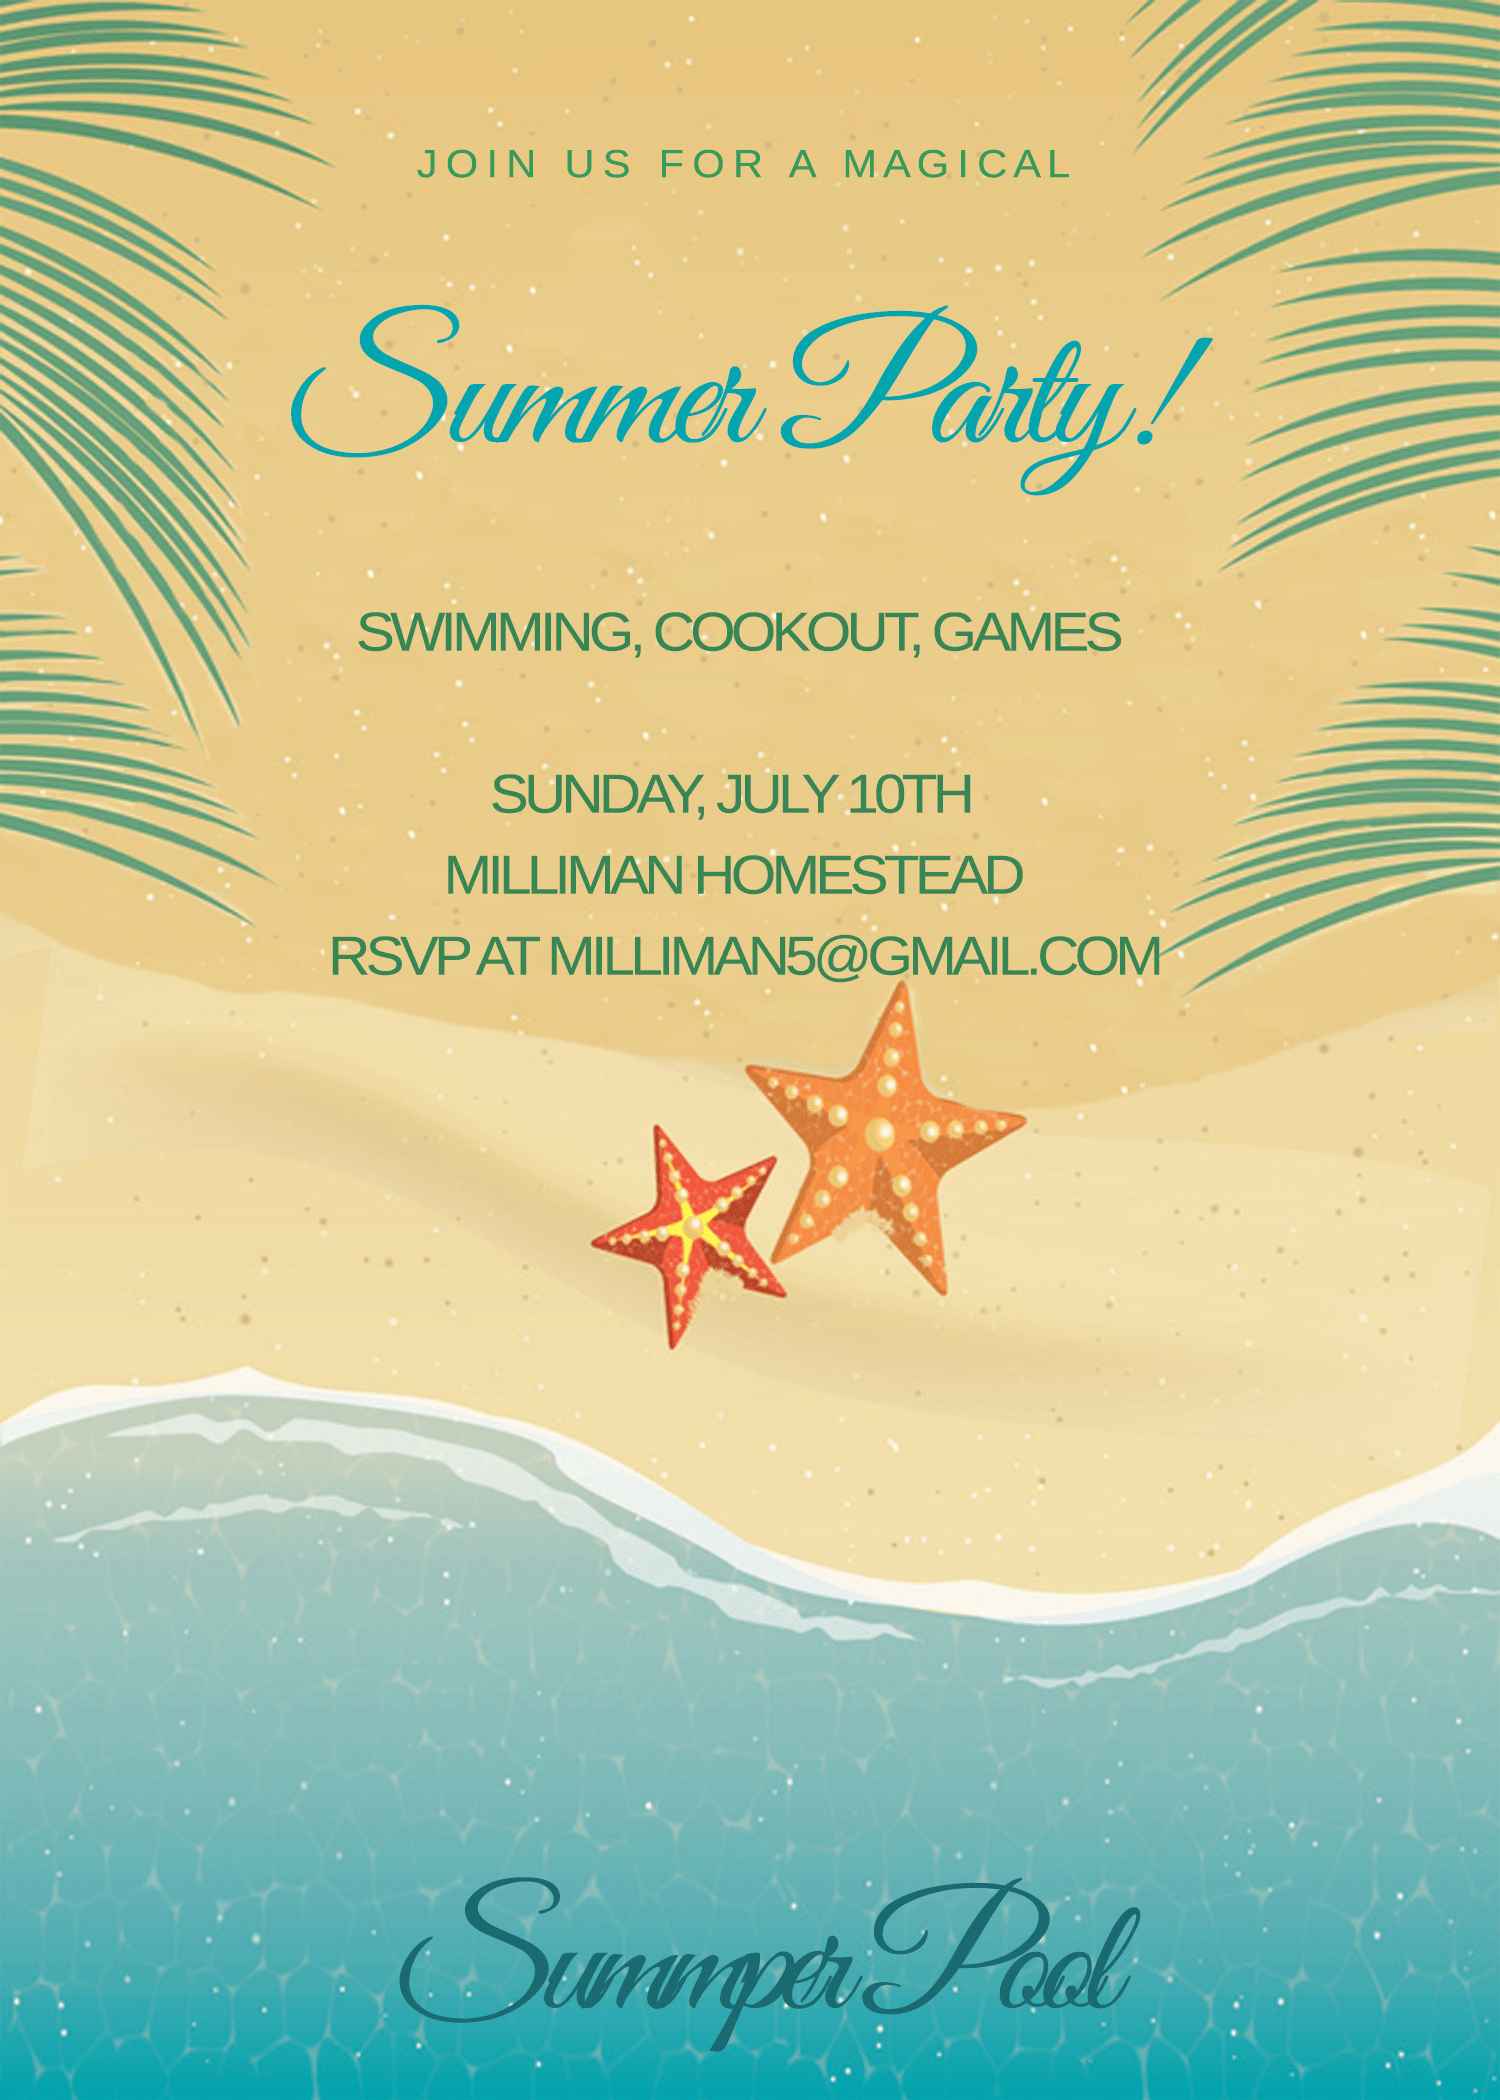 JOIN US FOR A MAGICAL
Summer Party!
SWIMMING, COOKOUT, GAMES
SUNDAY, JULY 10TH
MILLIMAN HOMESTEAD
RSVP AT MILLIMAN5@GMAIL.COM
Summper Pool